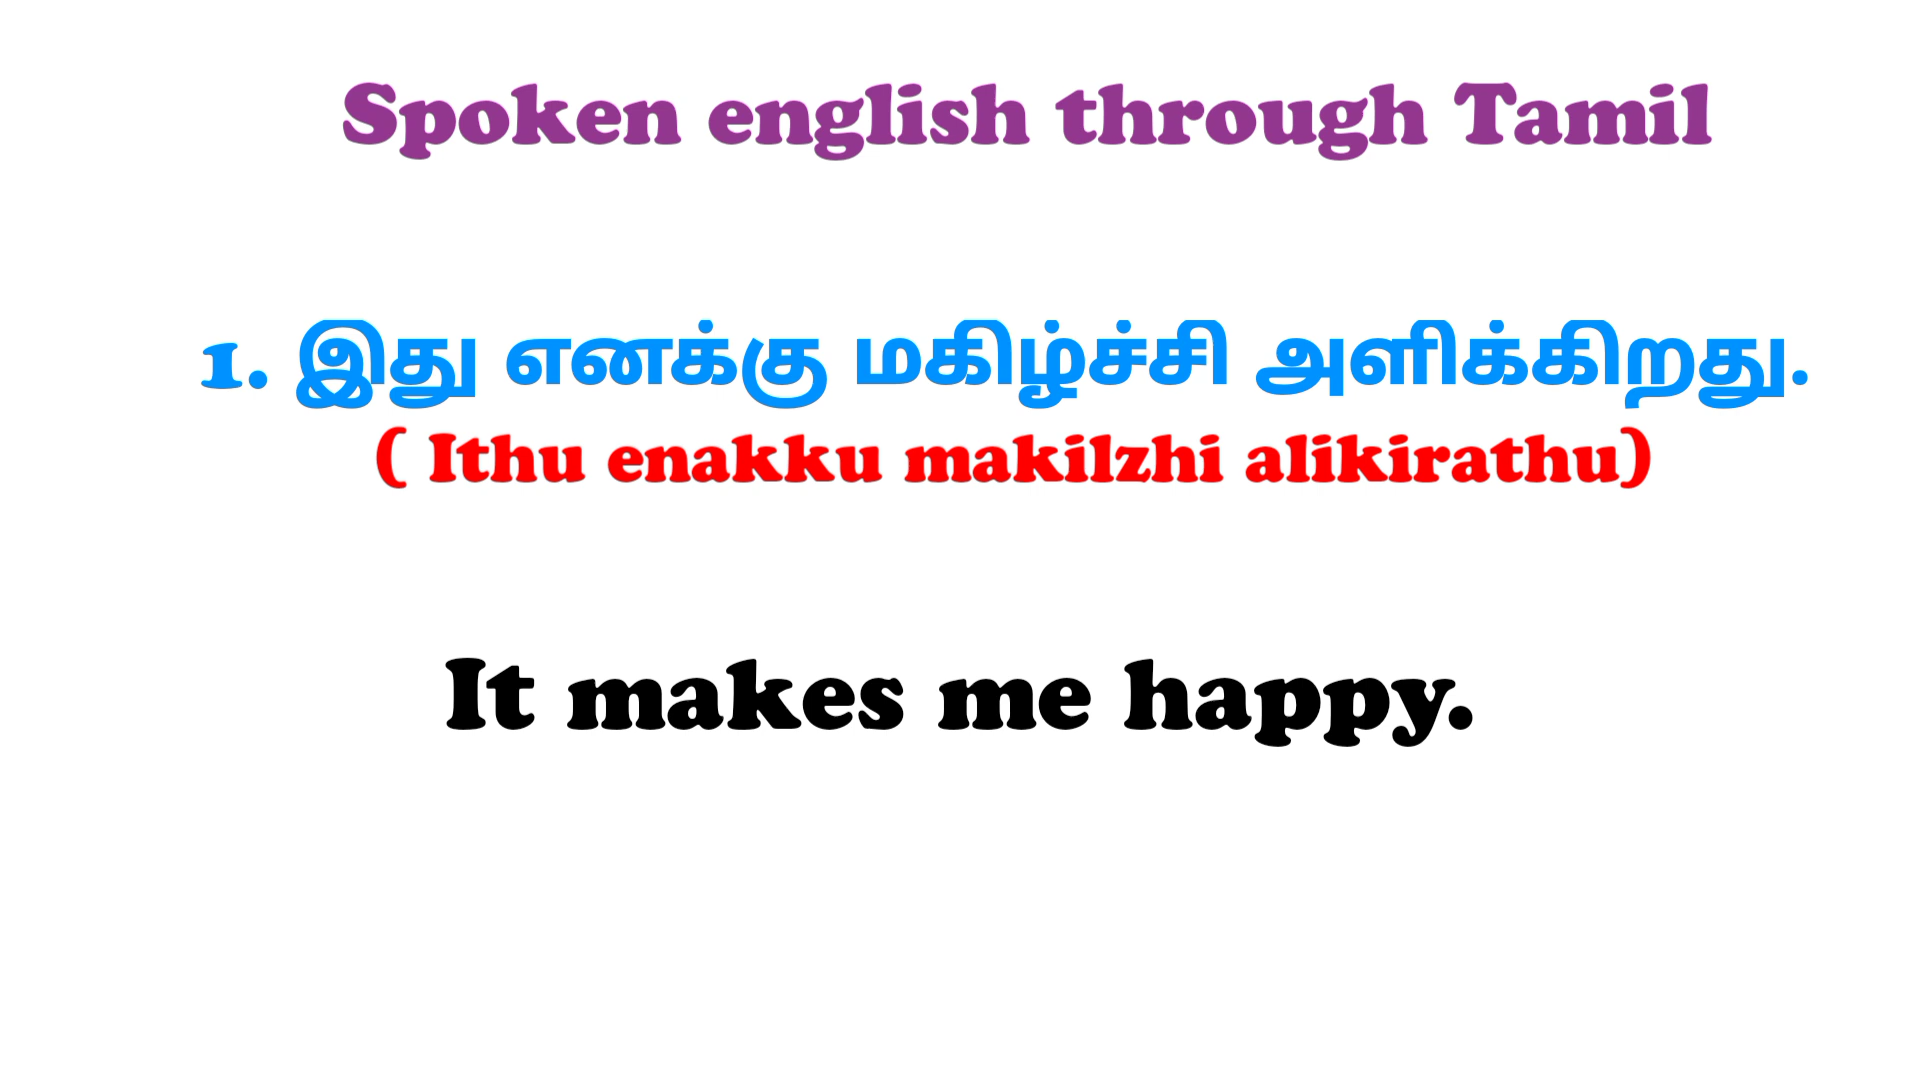 Spoken english through Tamil
1. இது எனக்கு மகிழ்ச்சி அளிக்கிறது.
( Ithu enakku makilzhi alikirathu)
It makes me happy.